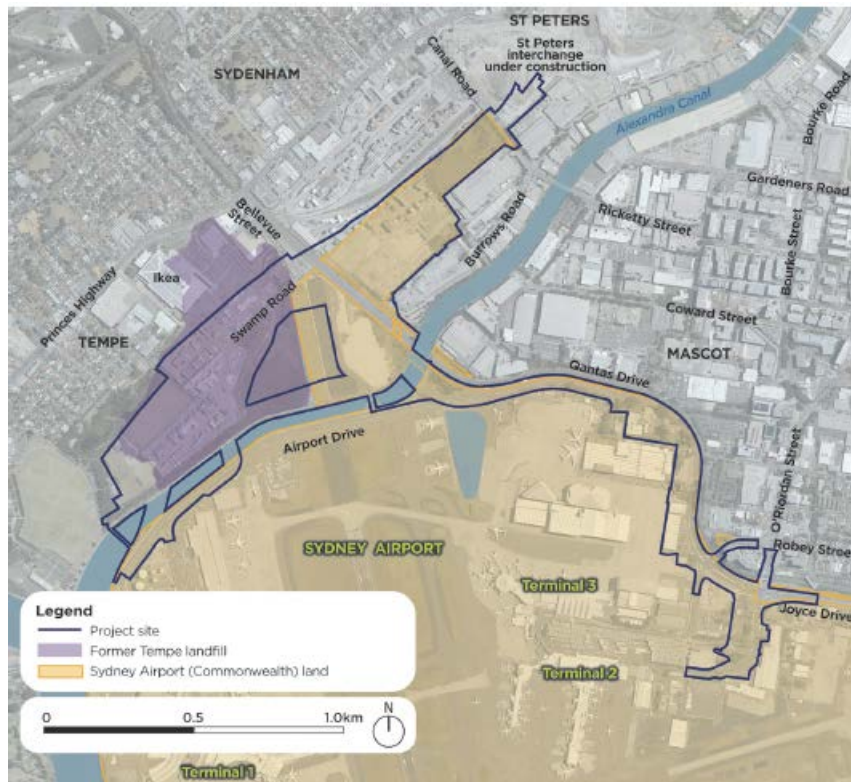 ST PETERS
St Peters
interchange
under construction
Canal Road
SYDENHAM
Alexandra Canal
Bourke Road
Gardeners Road
Bellevue
Street
Burrows Road
Ricketty Street
Bourke Street
Ikea
Princes Highway
Swamp Road
Coward Street
TEMPE
MASCOT
Qantas Drive
Airport Drive
O'Riordan Street
SYDNEY AIRPORT
Robey Street
Terminal 3
Joyce Drive
Legend
Project site
Former Tempe landfill
Sydney Airport (Commonwealth) land
Terminal 2
0 0.5 1.0km
N
Terminal 1